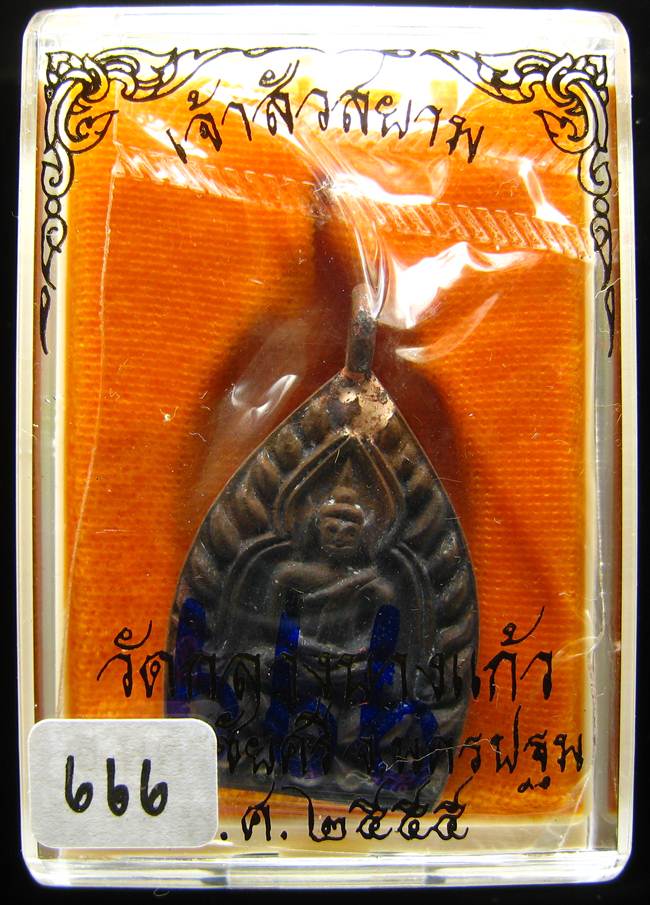 เจ้าสัวสยาม
วัดกลางบางแก้ว
ชัยศรี จ.นครปฐม
.ศ.๒๕๕๕
666